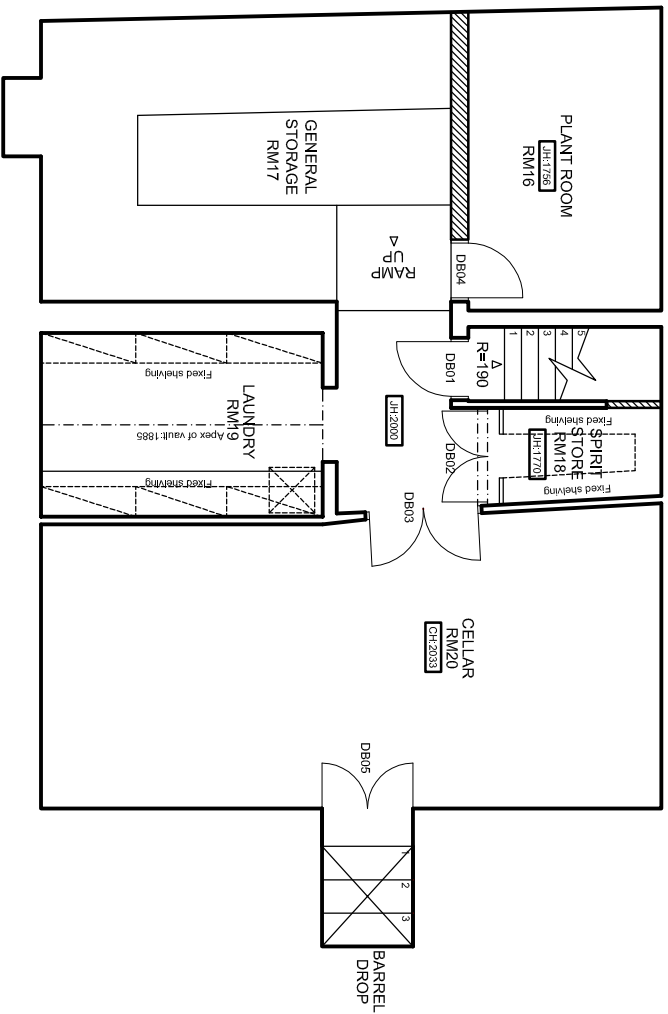 PLANT ROOM
JH:1756
RM16
GENERAL
STORAGE
RM17
RAMP
UP
DB04
5
4
3
2
1
R=190
DB01
JH:2000
Fixed shelving
SPIRIT
STORE
JH:1770
RM18
Fixed shelving
DB02
DB03
Fixed shelving
LAUNDRY
RM19
Apex of vault:1885
Fixed shelving
CELLAR
RM20
CH:2033
DB05
1
2
3
BARREL
DROP